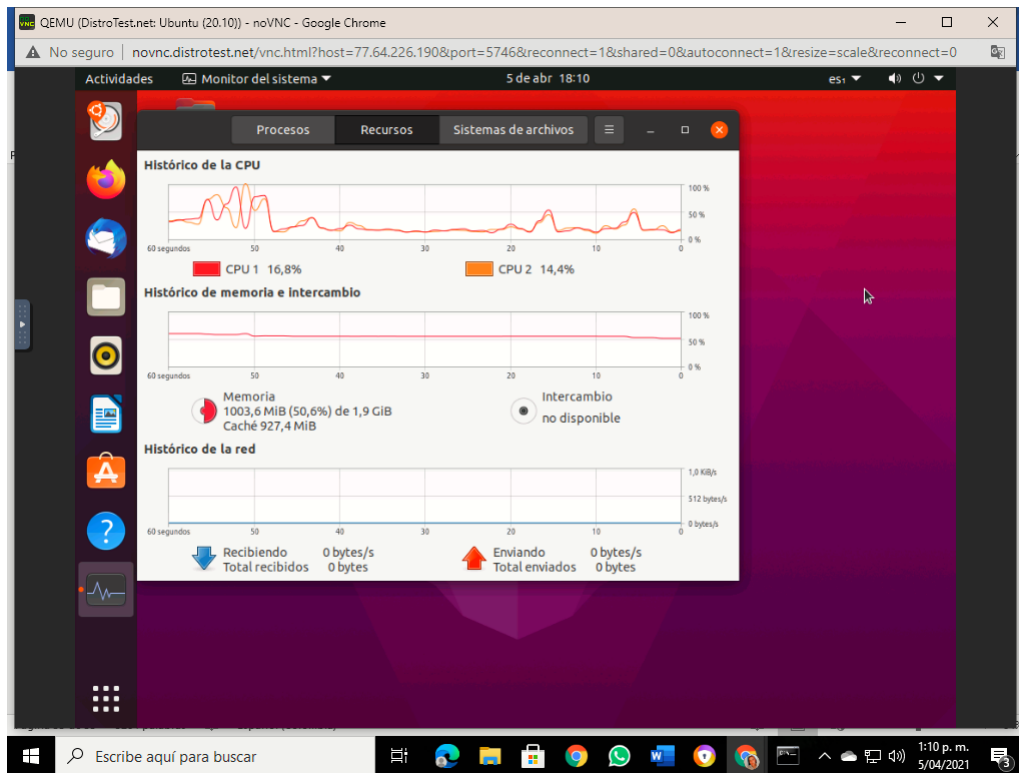 QEMU (DistroTest.net: Ubuntu (20.10)) - noVNC - Google Chrome
No seguro | novnc.distrotest.net/vnc.html?host=77.64.226.190&port=5746&reconnect=1&shared=0&autoconnect=1&resize=scale&reconnect=0
Actividades Monitor del sistema 5 de abr 18:10 es₁
Procesos Recursos Sistemas de archivos
Histórico de la CPU
100 %
50 %
0 %
60 segundos 50 40 30 20 10 0
CPU 1 16,8% CPU 2 14,4%
Histórico de memoria e intercambio
100 %
50 %
0 %
60 segundos 50 40 30 20 10 0
Memoria Intercambio
1003,6 MiB (50,6%) de 1,9 GiB no disponible
Caché 927,4 MiB
Histórico de la red
1,0 KiB/s
512 bytes/s
0 bytes/s
60 segundos 50 40 30 20 10 0
Recibiendo 0 bytes/s Enviando 0 bytes/s
Total recibidos 0 bytes Total enviados 0 bytes
Escribe aquí para buscar
1:10 p. m.
5/04/2021
3